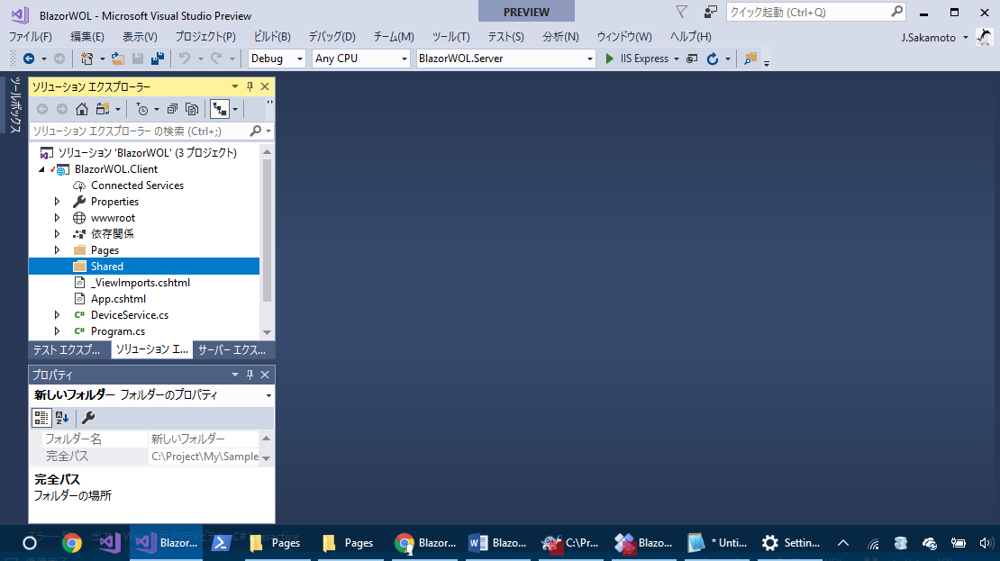 BlazorWOL - Microsoft Visual Studio Preview
PREVIEW
クイック起動 (Ctrl+Q)
ファイル(F) 編集(E) 表示(V) プロジェクト(P) ビルド(B) デバッグ(D) チーム(M) ツール(T) テスト(S) 分析(N) ウィンドウ(W) ヘルプ(H) J.Sakamoto
Debug Any CPU BlazorWOL.Server IIS Express
ツールボックス
ソリューション エクスプローラー
ソリューション エクスプローラー の検索 (Ctrl+;)
ソリューション 'BlazorWOL' (3 プロジェクト)
BlazorWOL.Client
Connected Services
Properties
wwwroot
依存関係
Pages
Shared
_ViewImports.cshtml
App.cshtml
C# DeviceService.cs
C# Program.cs
テスト エクスプ... ソリューション エ... サーバー エクス...
プロパティ
新しいフォルダー フォルダーのプロパティ
フォルダー名 新しいフォルダー
完全パス C:\Project\My\Sample
完全パス
フォルダーの場所
Blazor... Pages Pages Blazor... Blazo... C:\Pr... Blazo... * Unti... Settin...